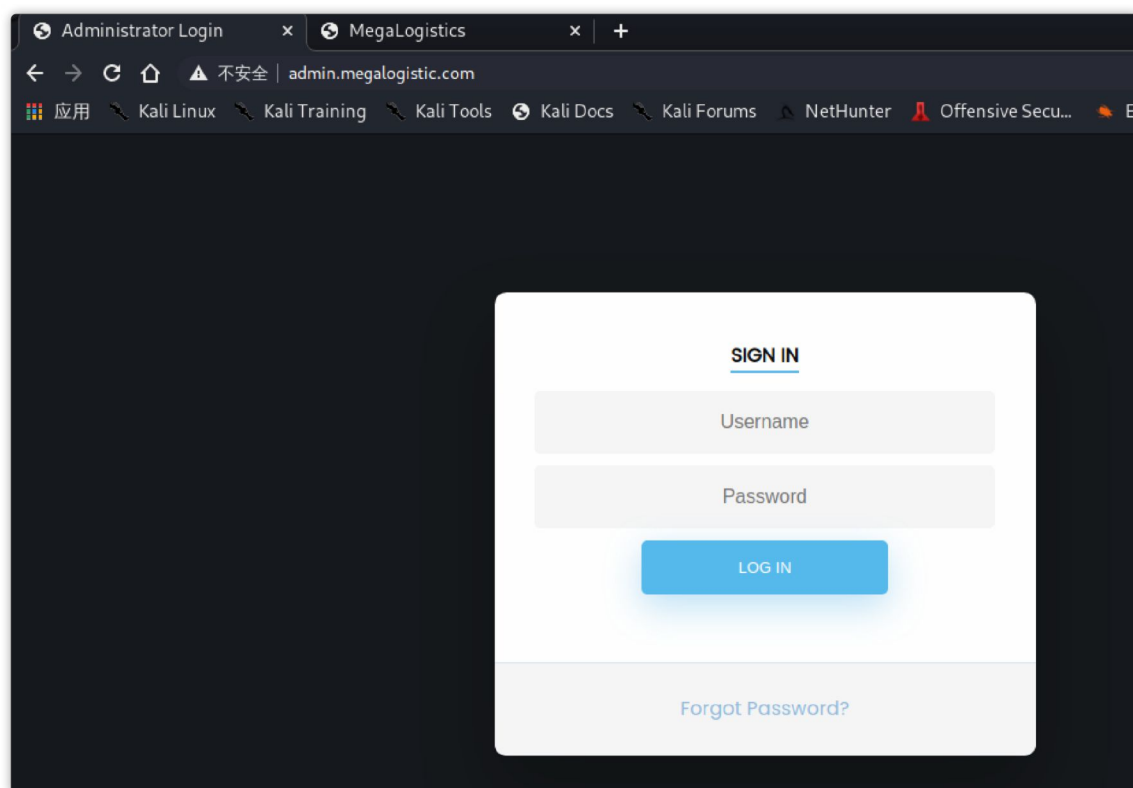 Administrator Login × MegaLogistics × +
不安全 | admin.megalogistic.com
应用 Kali Linux Kali Training Kali Tools Kali Docs Kali Forums NetHunter Offensive Secu... E
SIGN IN
Username
Password
LOG IN
Forgot Password?